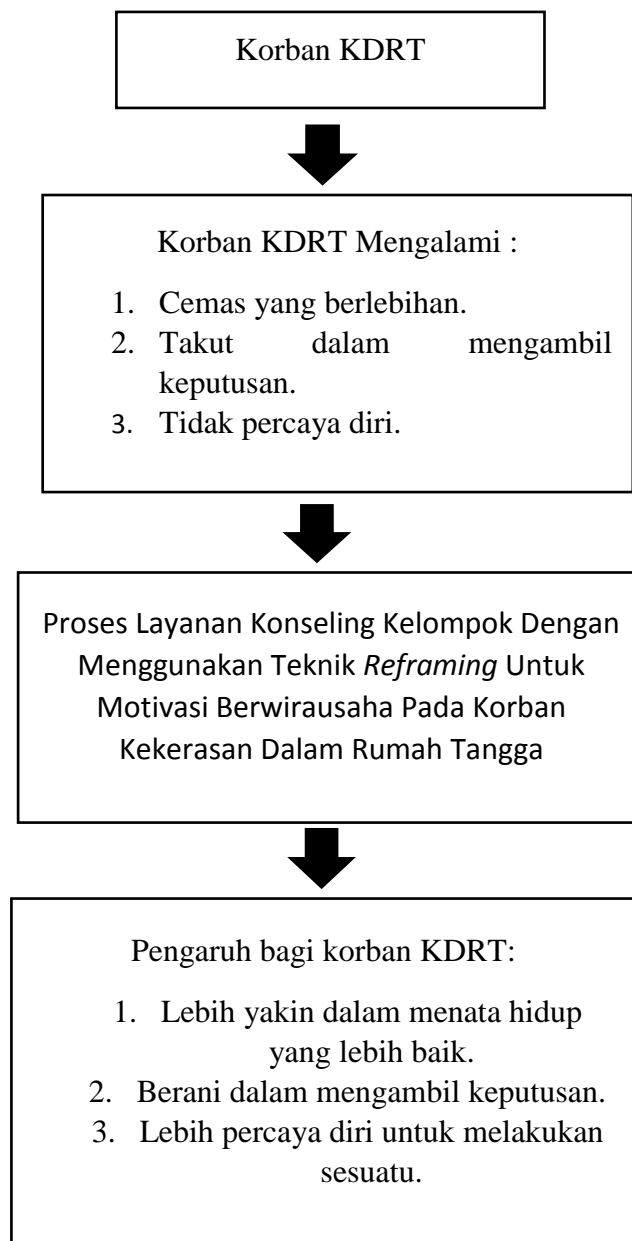 Korban KDRT
Korban KDRT Mengalami :
1. Cemas yang berlebihan.
2. Takut dalam mengambil
keputusan.
3. Tidak percaya diri.
Proses Layanan Konseling Kelompok Dengan
Menggunakan Teknik Reframing Untuk
Motivasi Berwirausaha Pada Korban
Kekerasan Dalam Rumah Tangga
Pengaruh bagi korban KDRT:
1. Lebih yakin dalam menata hidup
yang lebih baik.
2. Berani dalam mengambil keputusan.
3. Lebih percaya diri untuk melakukan
sesuatu.